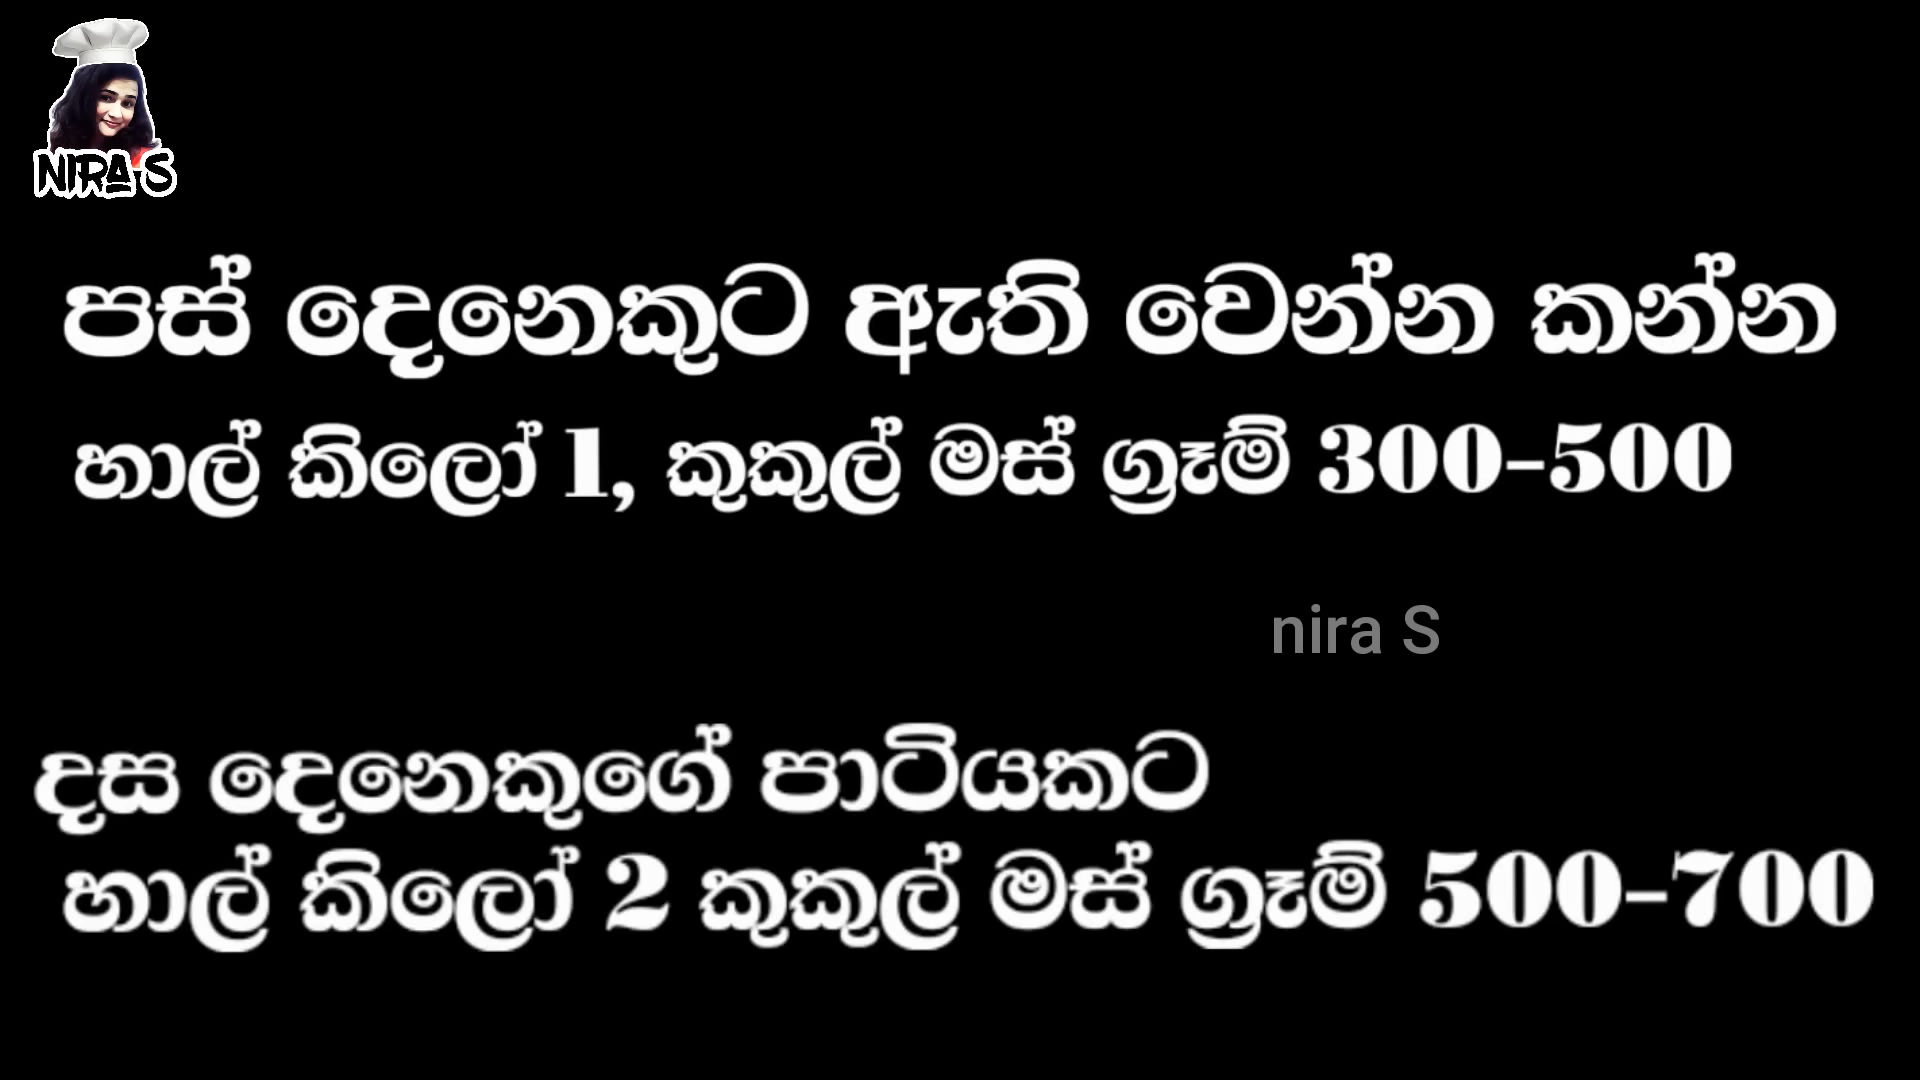 NIRA S
පස් දෙනෙකුට ඇති වෙන්න කන්න
හාල් කිලෝ 1, කුකුල් මස් ග්‍රෑම් 300-500
nira S
දස දෙනෙකුගේ පාටියකට
හාල් කිලෝ 2 කුකුල් මස් ග්‍රෑම් 500-700